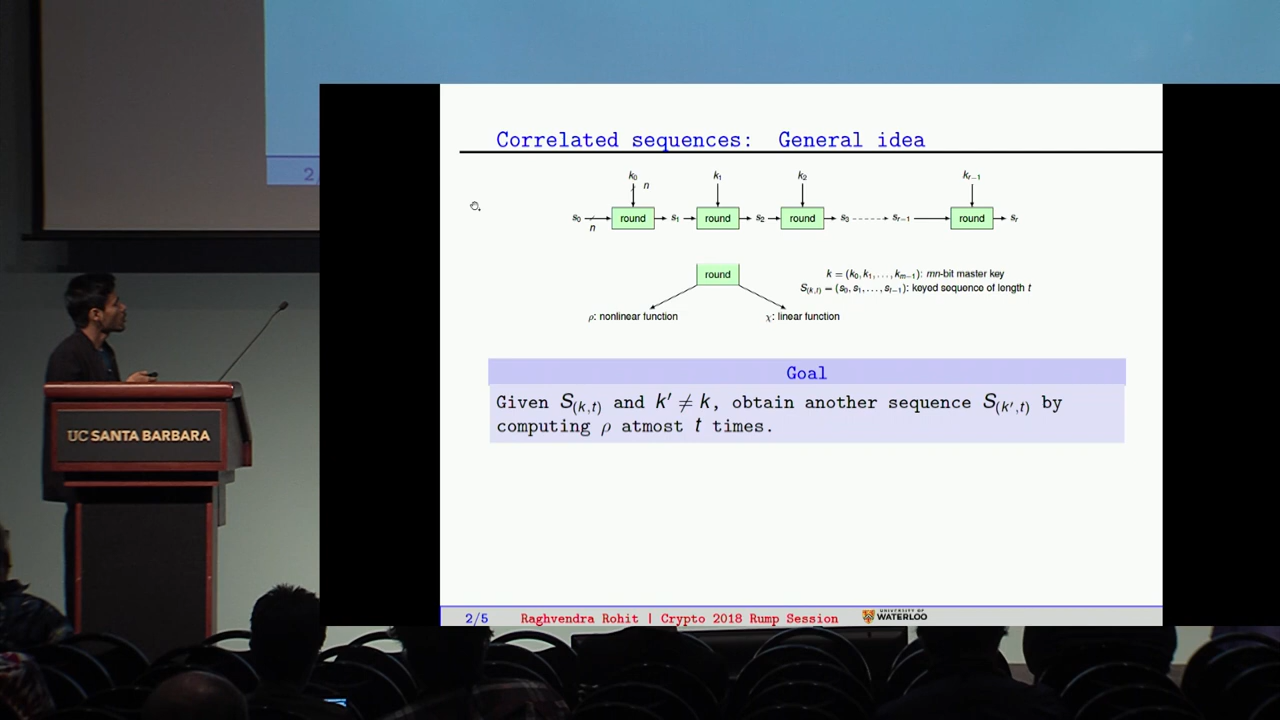 2
Correlated sequences: General idea
k₀ n k₁ k₂ kᵣ₋₁
s₀ n round s₁ round s₂ round s₃ sᵣ₋₁ round sᵣ
round
k = (k₀, k₁, . . . , kₘ₋₁): mn-bit master key
S₍ₖ,ₜ₎ = (s₀, s₁, . . . , sₜ₋₁): keyed sequence of length t
ρ: nonlinear function χ: linear function
Goal
Given S₍ₖ,ₜ₎ and k′ ≠ k, obtain another sequence S₍ₖ′,ₜ₎ by
computing ρ atmost t times.
UC SANTA BARBARA
2/5 Raghvendra Rohit | Crypto 2018 Rump Session UNIVERSITY OF WATERLOO